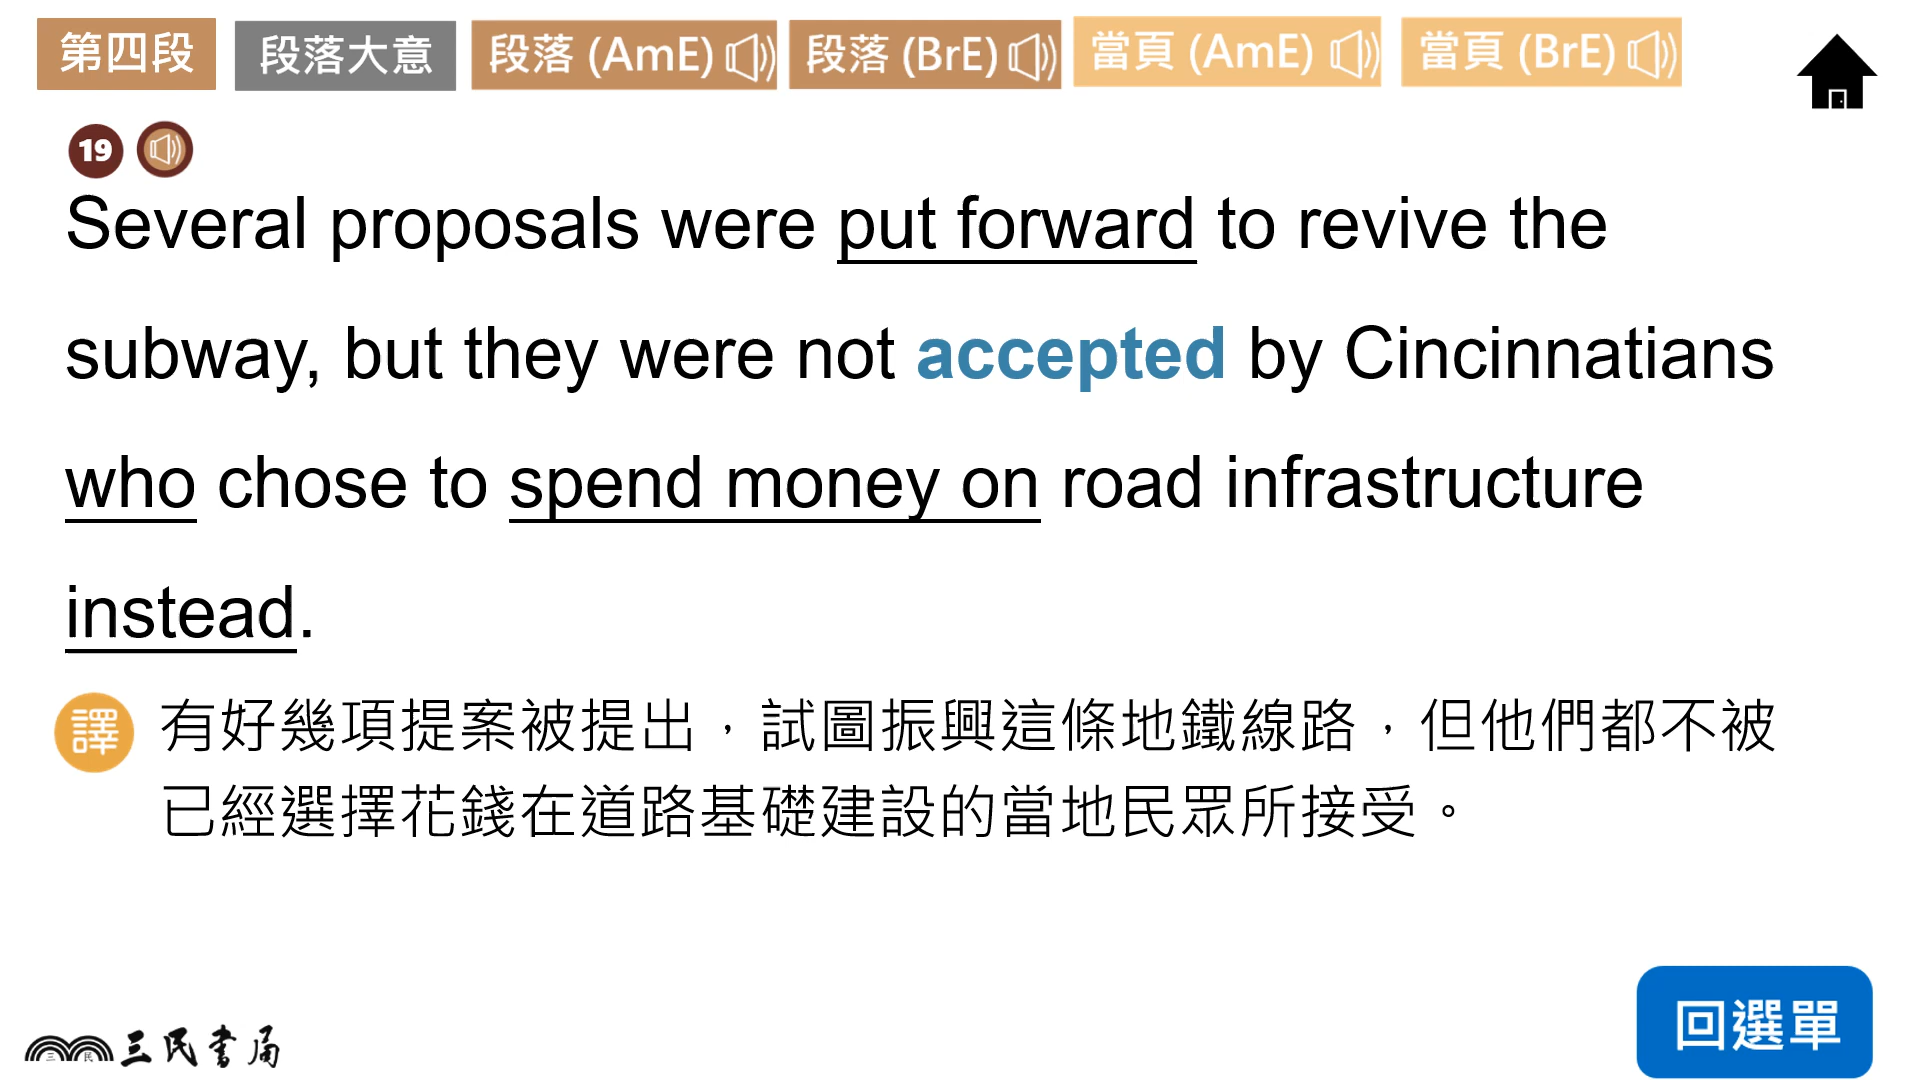 第四段 段落大意 段落 (AmE) 段落 (BrE) 當頁 (AmE) 當頁 (BrE)
19
Several proposals were put forward to revive the
subway, but they were not accepted by Cincinnatians
who chose to spend money on road infrastructure
instead.
譯 有好幾項提案被提出，試圖振興這條地鐵線路，但他們都不被
已經選擇花錢在道路基礎建設的當地民眾所接受。
回選單
三民 三民書局